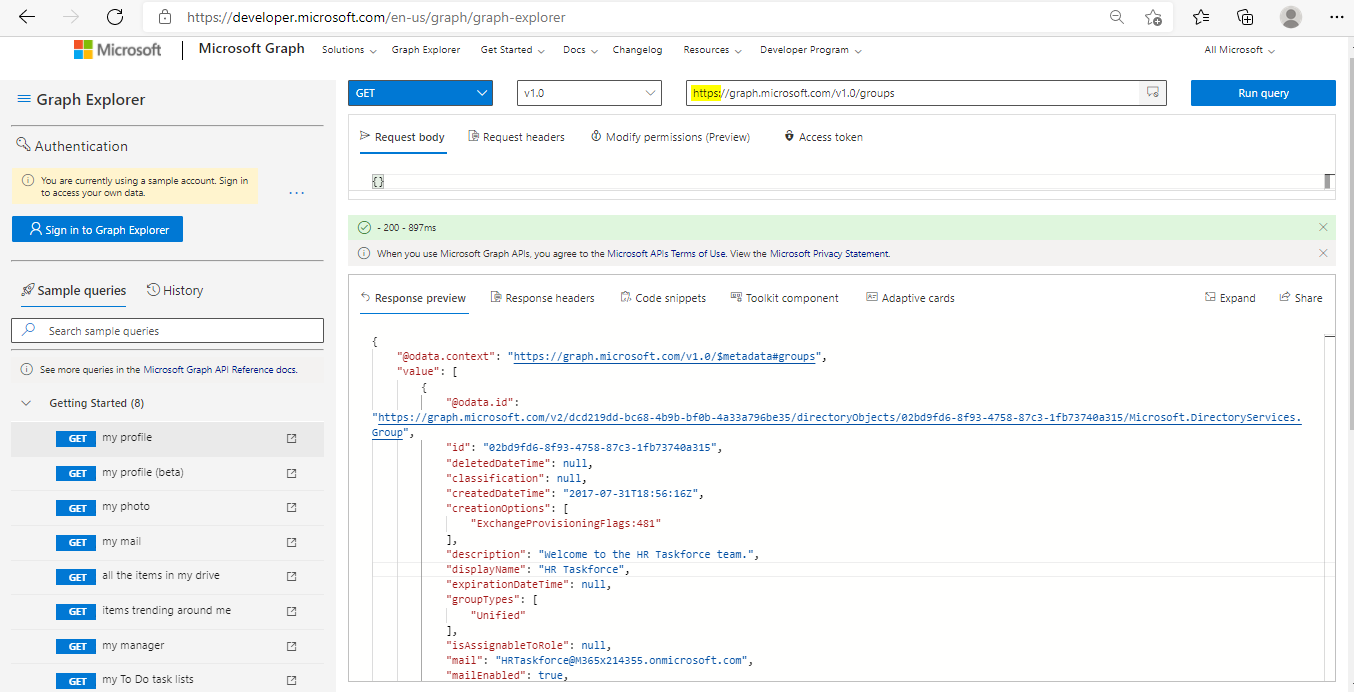 https://developer.microsoft.com/en-us/graph/graph-explorer
Microsoft
Microsoft Graph
Solutions
Graph Explorer
Get Started
Docs
Changelog
Resources
Developer Program
All Microsoft
Graph Explorer
GET
v1.0
https://graph.microsoft.com/v1.0/groups
Run query
Authentication
You are currently using a sample account. Sign in
to access your own data.
...
Sign in to Graph Explorer
Request body
Request headers
Modify permissions (Preview)
Access token
{}
- 200 - 897ms
When you use Microsoft Graph APIs, you agree to the Microsoft APIs Terms of Use. View the Microsoft Privacy Statement.
Sample queries
History
Search sample queries
See more queries in the Microsoft Graph API Reference docs.
Getting Started (8)
GET my profile
GET my profile (beta)
GET my photo
GET my mail
GET all the items in my drive
GET items trending around me
GET my manager
GET my To Do task lists
Response preview
Response headers
Code snippets
Toolkit component
Adaptive cards
Expand
Share
{
"@odata.context": "https://graph.microsoft.com/v1.0/$metadata#groups",
"value": [
{
"@odata.id":
"https://graph.microsoft.com/v2/dcd219dd-bc68-4b9b-bf0b-4a33a796be35/directoryObjects/02bd9fd6-8f93-4758-87c3-1fb73740a315/Microsoft.DirectoryServices.
Group",
"id": "02bd9fd6-8f93-4758-87c3-1fb73740a315",
"deletedDateTime": null,
"classification": null,
"createdDateTime": "2017-07-31T18:56:16Z",
"creationOptions": [
"ExchangeProvisioningFlags:481"
],
"description": "Welcome to the HR Taskforce team.",
"displayName": "HR Taskforce",
"expirationDateTime": null,
"groupTypes": [
"Unified"
],
"isAssignableToRole": null,
"mail": "HRTaskforce@M365x214355.onmicrosoft.com",
"mailEnabled": true,